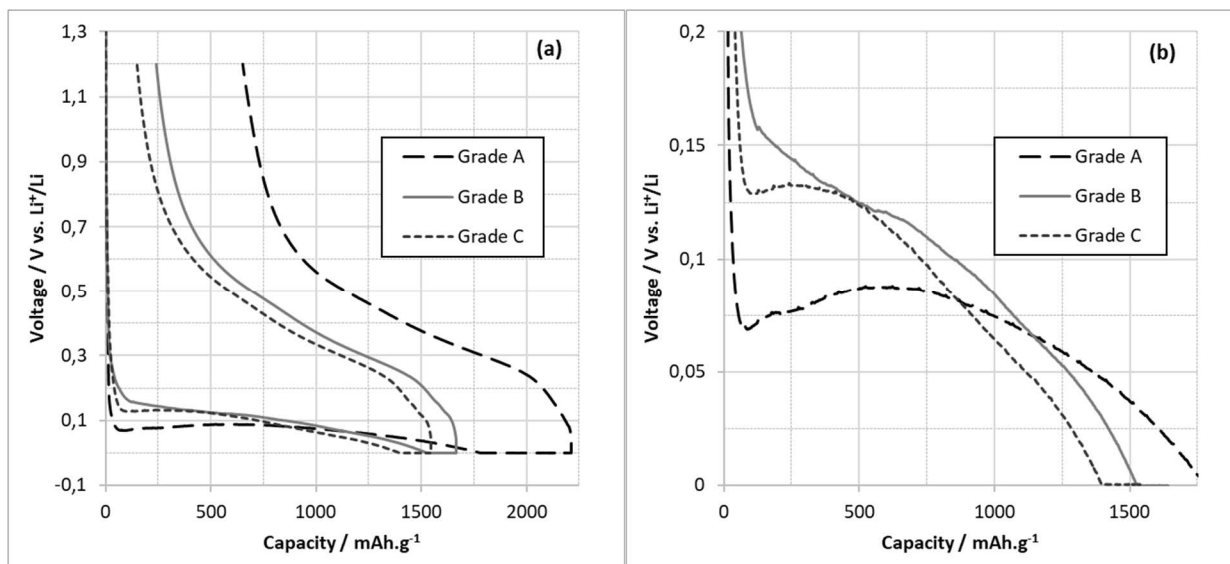 (a)
1,3
1,1
0,9
0,7
0,5
0,3
0,1
-0,1
Voltage / V vs. Li⁺/Li
Grade A
Grade B
Grade C
0
500
1000
1500
2000
Capacity / mAh.g⁻¹
(b)
0,2
0,15
0,1
0,05
0
Voltage / V vs. Li⁺/Li
Grade A
Grade B
Grade C
0
500
1000
1500
Capacity / mAh.g⁻¹